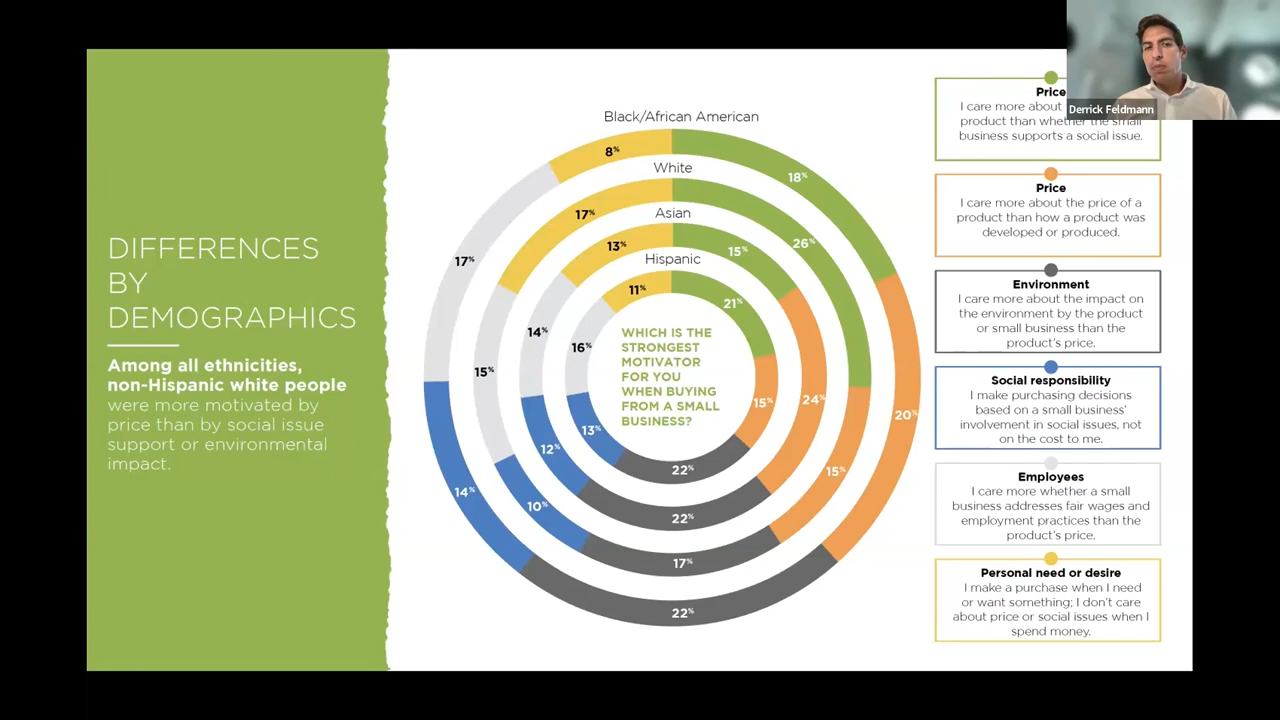 DIFFERENCES
BY
DEMOGRAPHICS
Among all ethnicities,
non-Hispanic white people
were more motivated by
price than by social issue
support or environmental
impact.
Black/African American
8%
18%
17%
20%
14%
22%
White
17%
26%
15%
15%
10%
17%
Asian
13%
15%
14%
24%
12%
22%
Hispanic
11%
21%
16%
15%
13%
22%
WHICH IS THE
STRONGEST
MOTIVATOR
FOR YOU
WHEN BUYING
FROM A SMALL
BUSINESS?
Price
I care more about
product than whether the small
business supports a social issue.
Price
I care more about the price of a
product than how a product was
developed or produced.
Environment
I care more about the impact on
the environment by the product
or small business than the
product's price.
Social responsibility
I make purchasing decisions
based on a small business'
involvement in social issues, not
on the cost to me.
Employees
I care more whether a small
business addresses fair wages and
employment practices than the
product's price.
Personal need or desire
I make a purchase when I need
or want something; I don't care
about price or social issues when I
spend money.
Derrick Feldmann